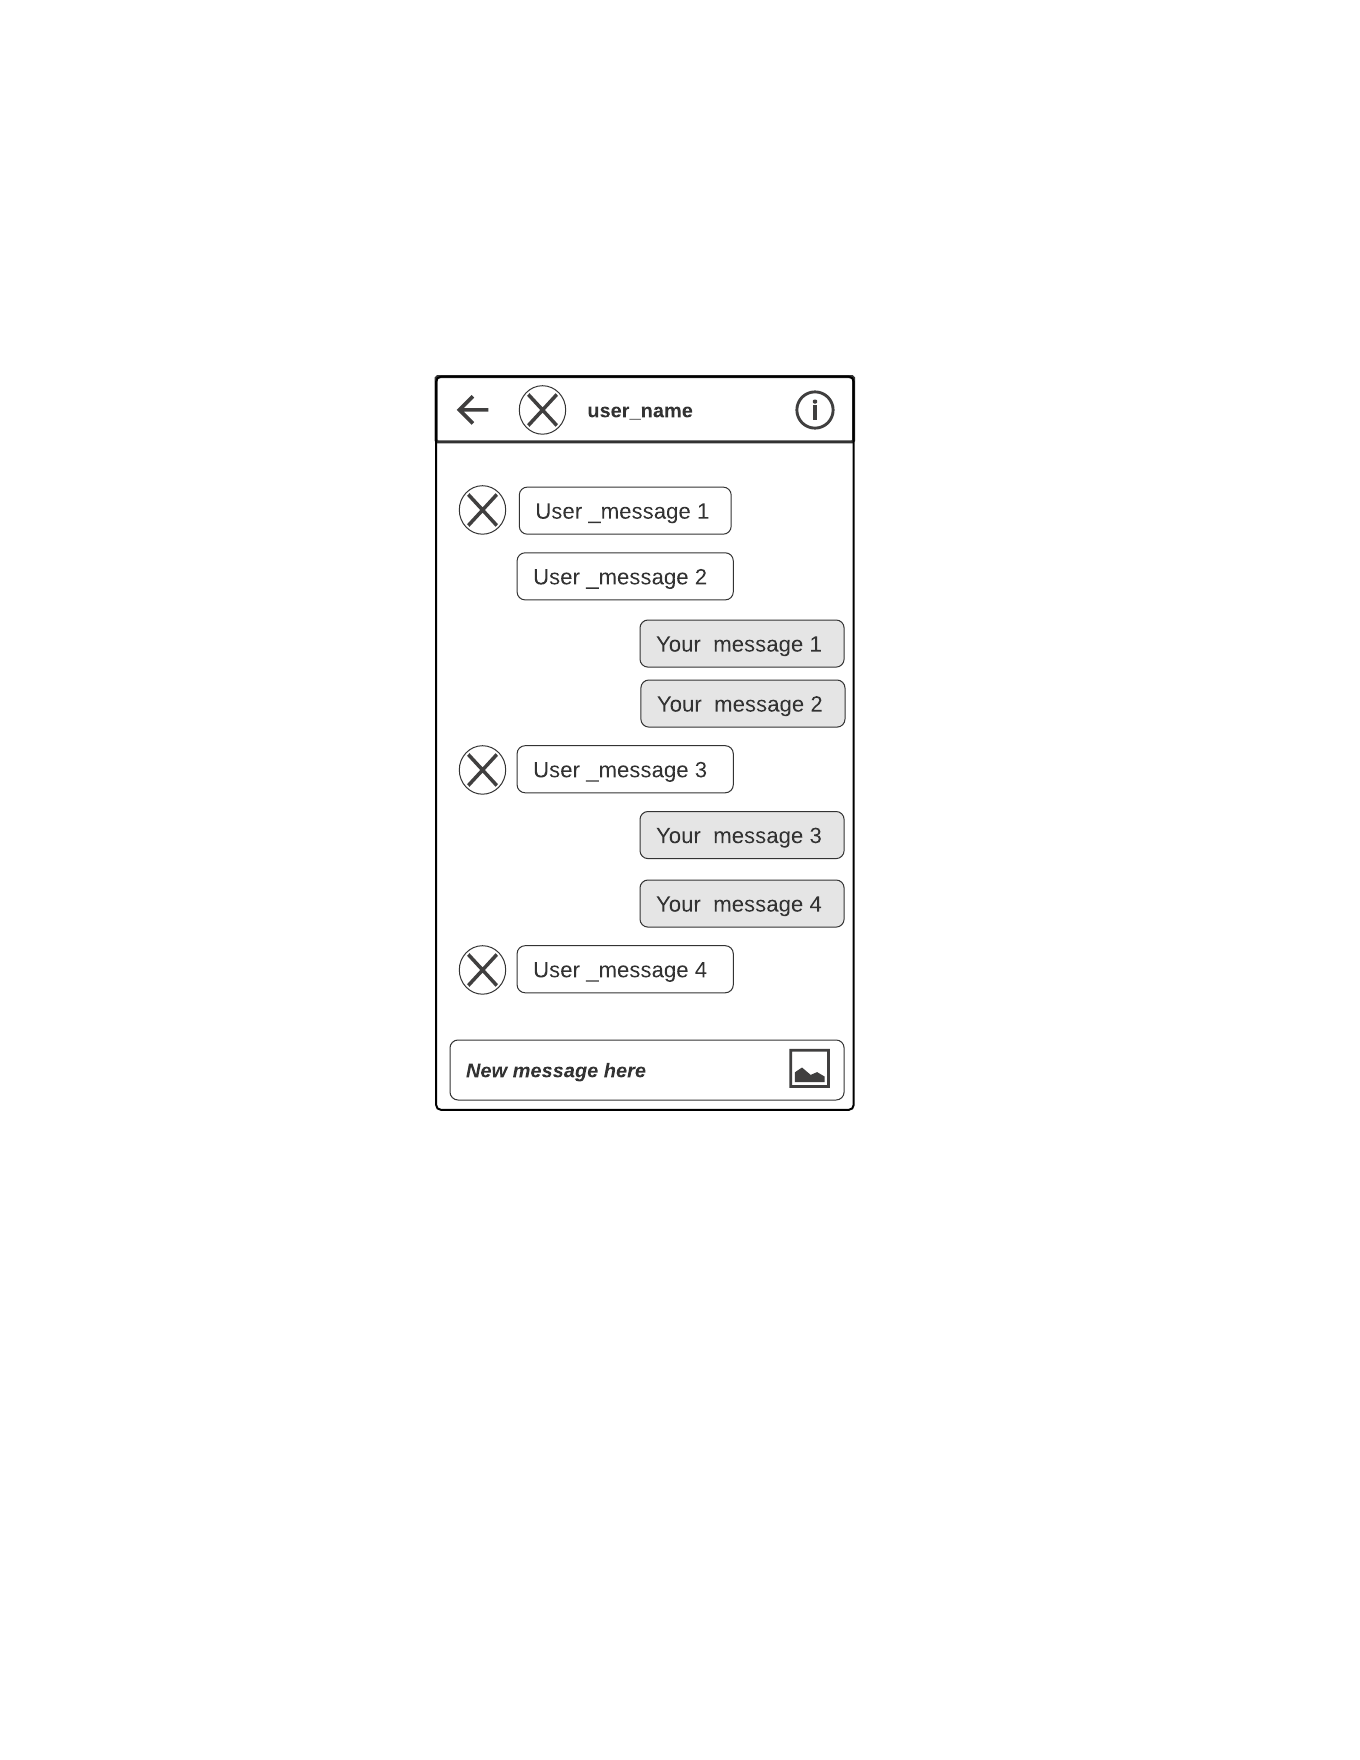 user_name
User _message 1
User _message 2
Your  message 1
Your  message 2
User _message 3
Your  message 3
Your  message 4
User _message 4
New message here